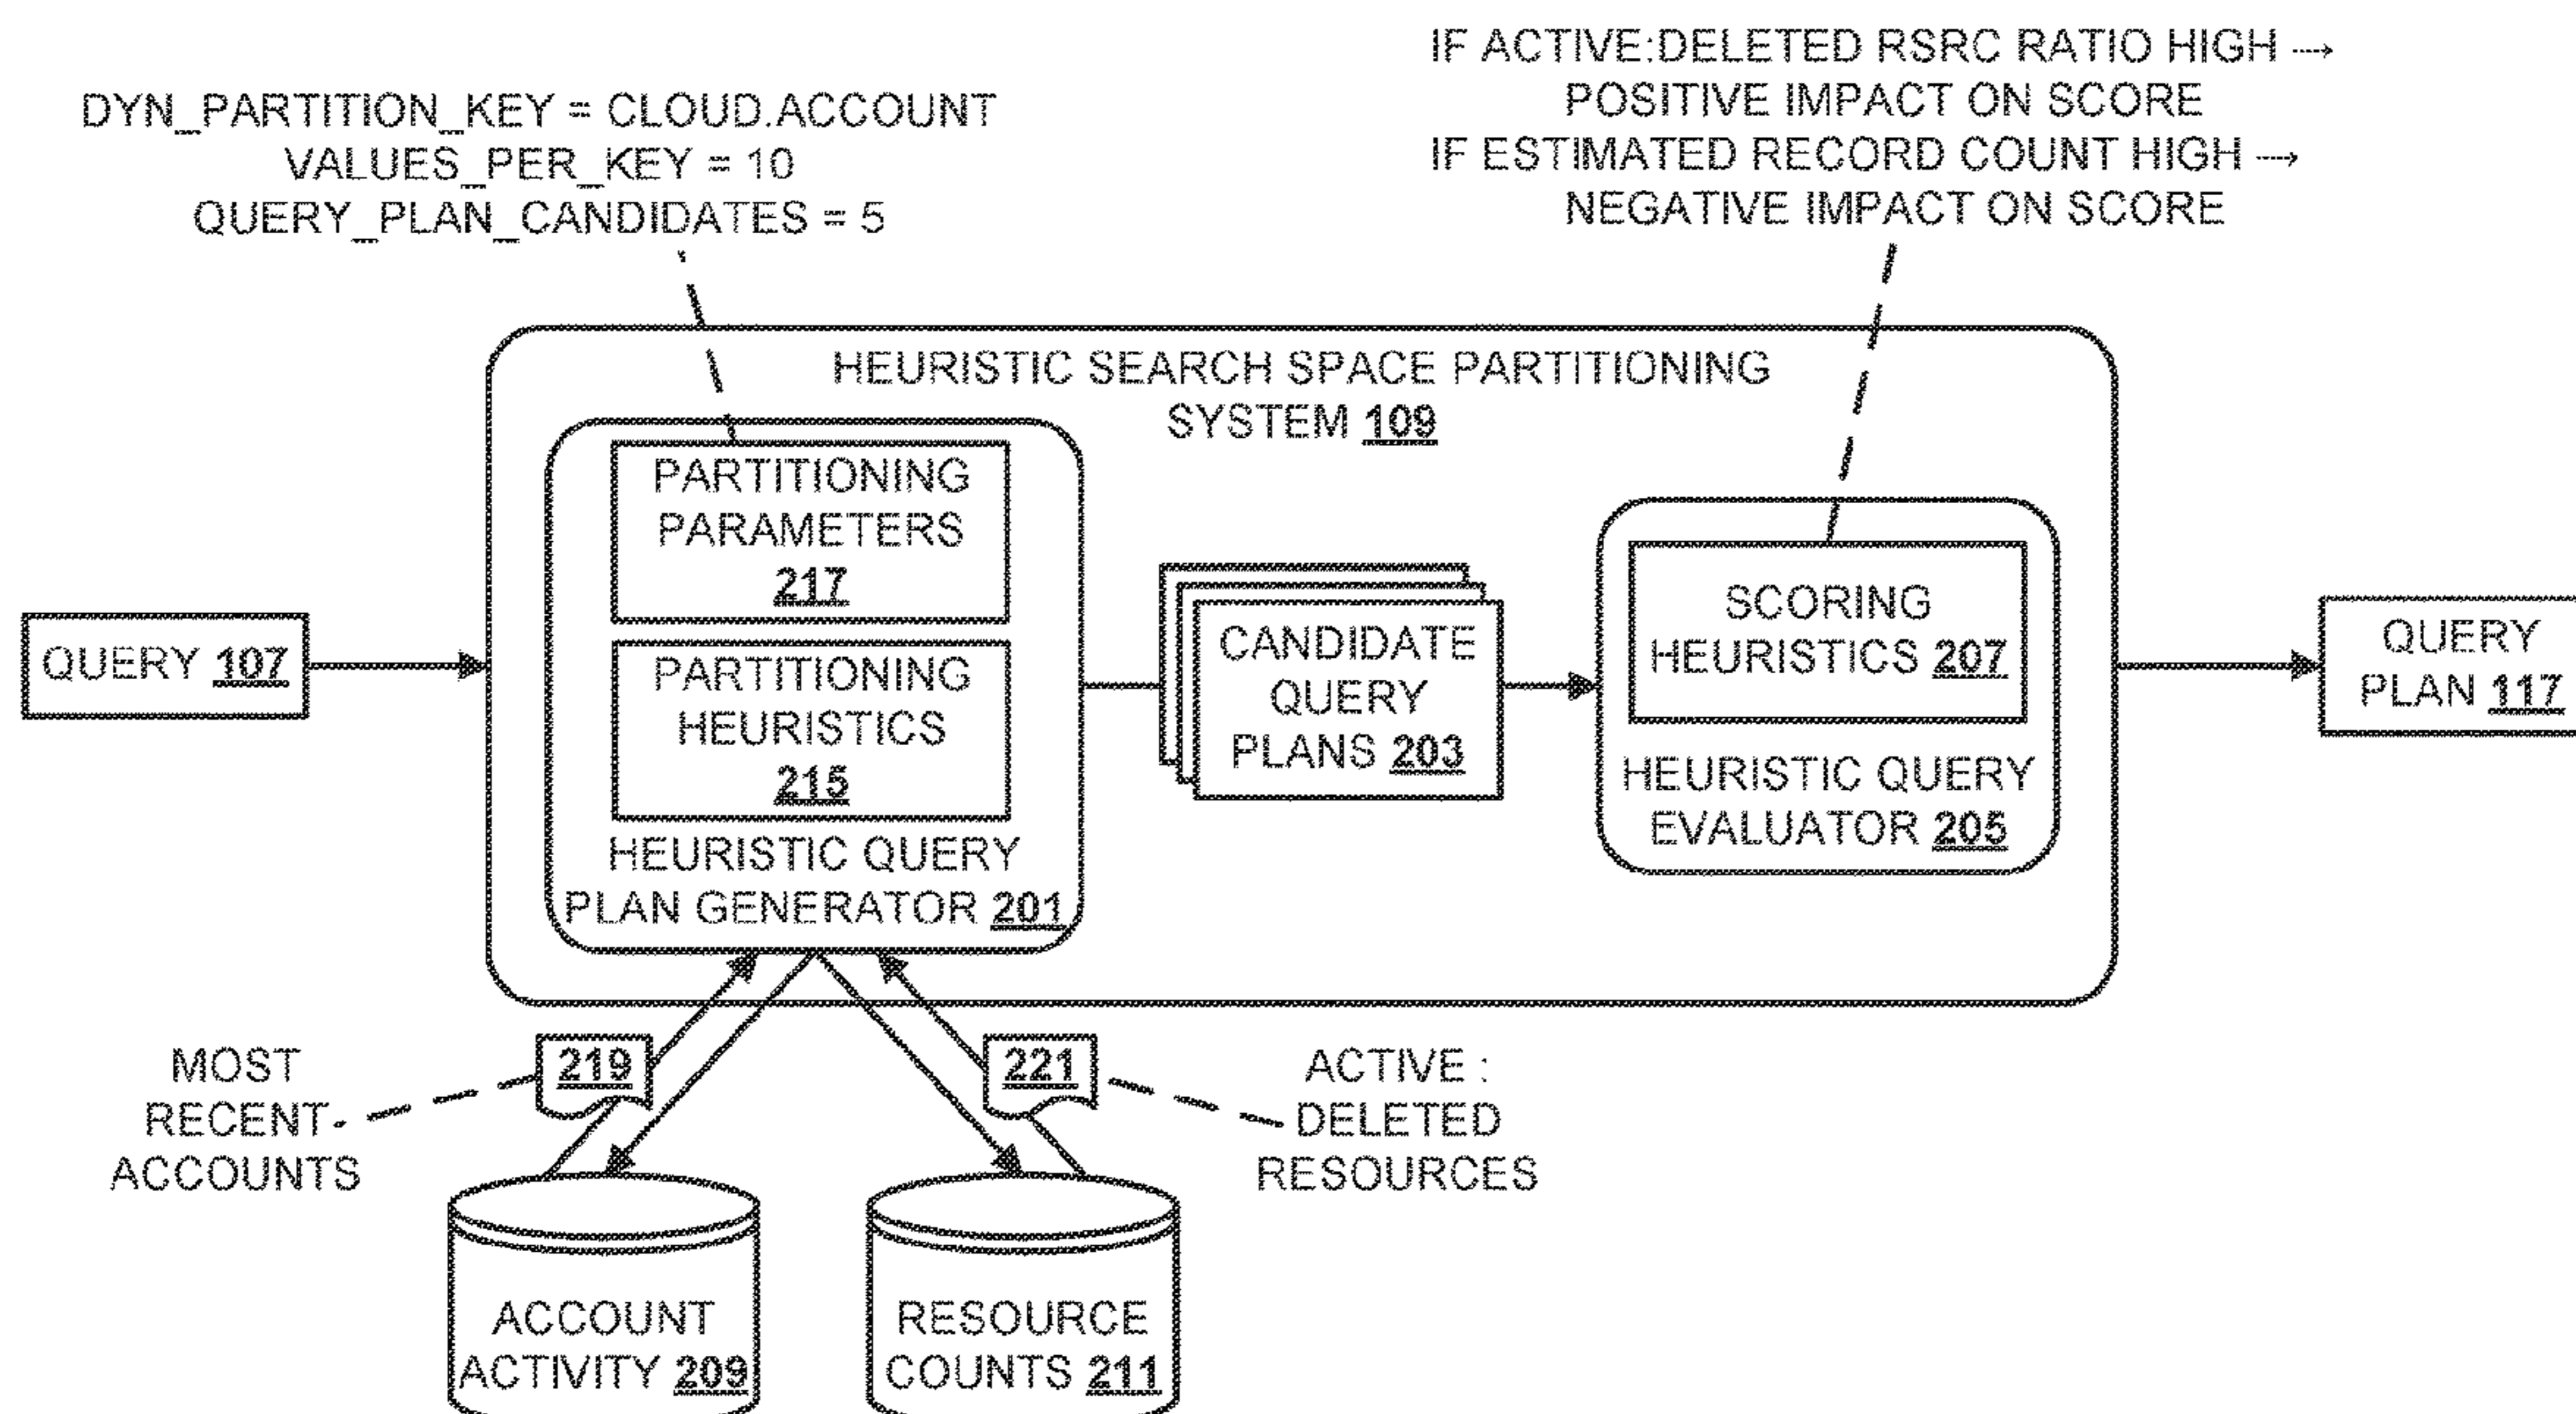 IF ACTIVE:DELETED RSRC RATIO HIGH --→
POSITIVE IMPACT ON SCORE
IF ESTIMATED RECORD COUNT HIGH --→
NEGATIVE IMPACT ON SCORE
DYN_PARTITION_KEY = CLOUD.ACCOUNT
VALUES_PER_KEY = 10
QUERY_PLAN_CANDIDATES = 5
HEURISTIC SEARCH SPACE PARTITIONING
SYSTEM 109
PARTITIONING
PARAMETERS
217
PARTITIONING
HEURISTICS
215
HEURISTIC QUERY
PLAN GENERATOR 201
QUERY 107
CANDIDATE
QUERY
PLANS 203
SCORING
HEURISTICS 207
HEURISTIC QUERY
EVALUATOR 205
QUERY
PLAN 117
MOST
RECENT
ACCOUNTS
219
221
ACTIVE :
DELETED
RESOURCES
ACCOUNT
ACTIVITY 209
RESOURCE
COUNTS 211